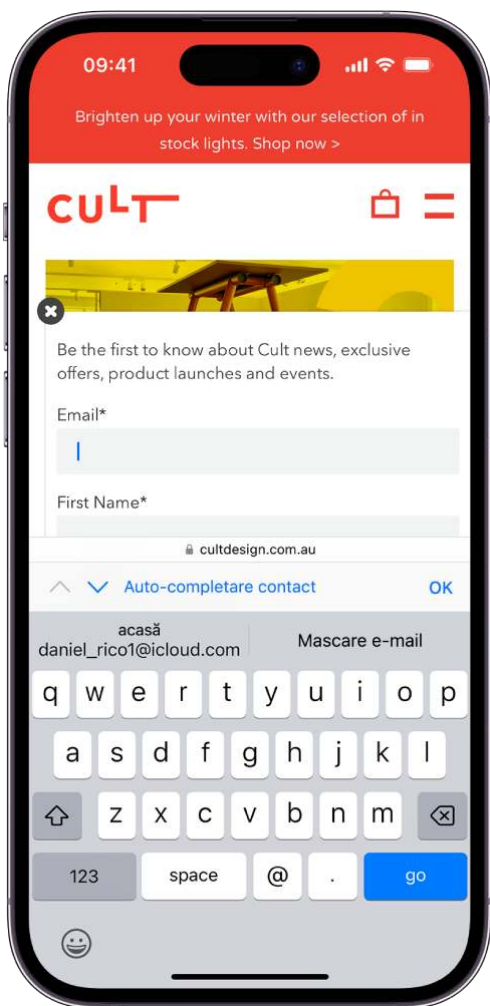 09:41
Brighten up your winter with our selection of in
stock lights. Shop now >
CULT
Be the first to know about Cult news, exclusive
offers, product launches and events.
Email*
First Name*
cultdesign.com.au
Auto-completare contact OK
acasă
daniel_rico1@icloud.com
Mascare e-mail
q w e r t y u i o p
a s d f g h j k l
z x c v b n m
123 space @ . go